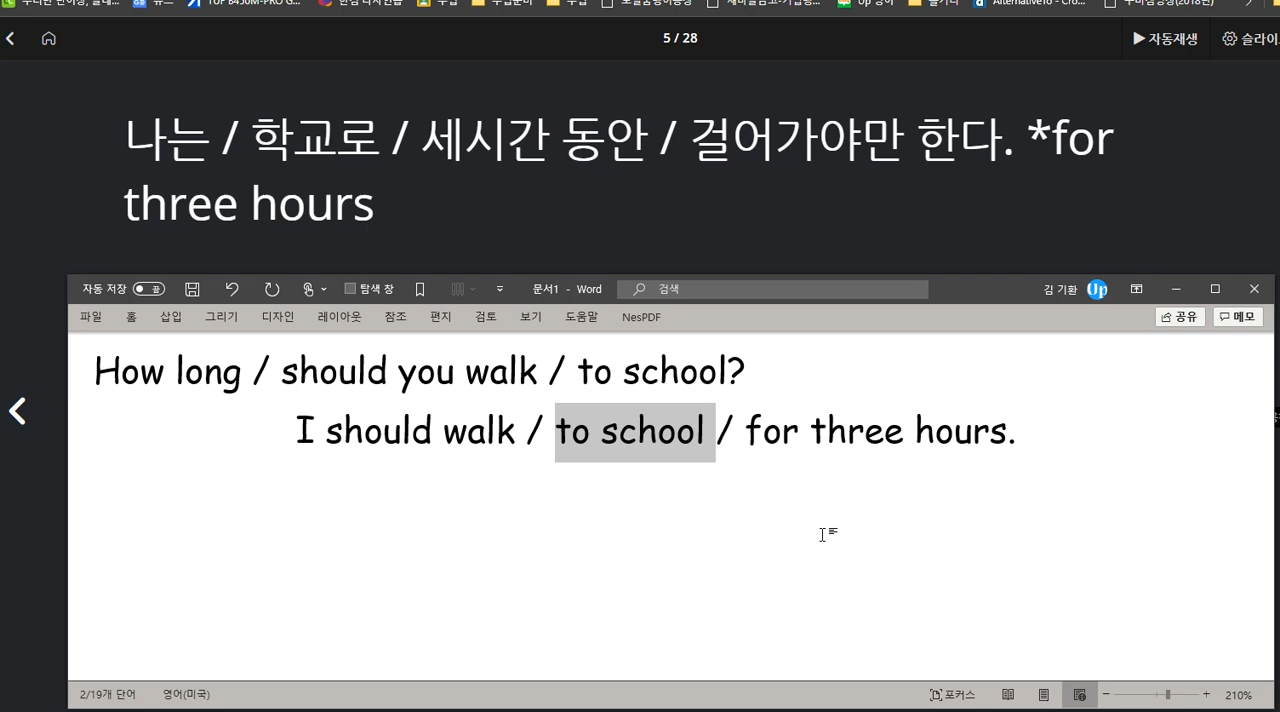 5 / 28
▶ 자동재생
슬라이
나는 / 학교로 / 세시간 동안 / 걸어가야만 한다. *for
three hours
자동 저장 끔 탐색 창 문서1 - Word 검색 김 기환 Up
파일 홈 삽입 그리기 디자인 레이아웃 참조 편지 검토 보기 도움말 NesPDF 공유 메모
How long / should you walk / to school?
I should walk / to school / for three hours.
2/19개 단어 영어(미국) 포커스 210%